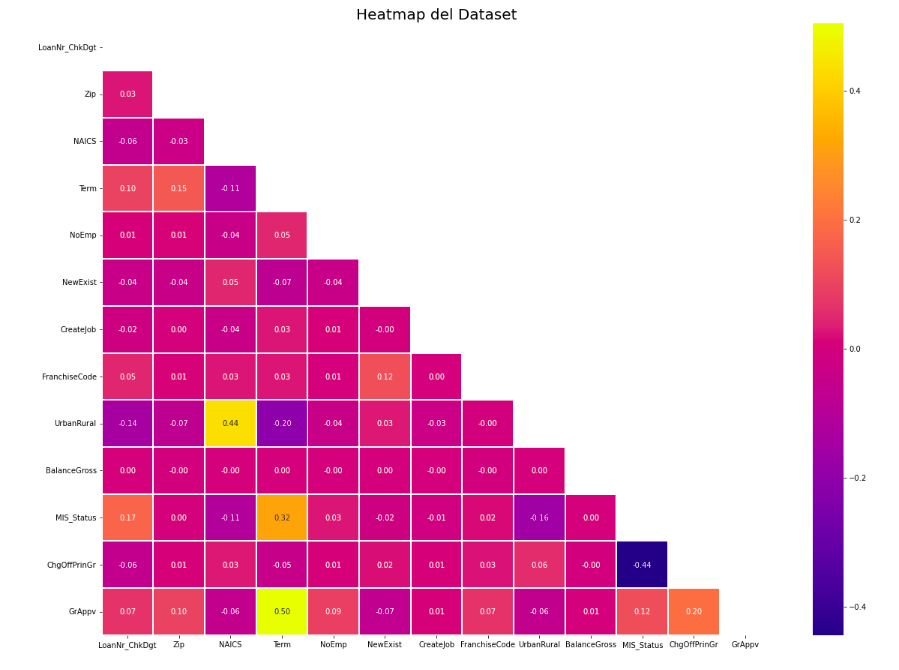 Heatmap del Dataset
LoanNr_ChkDgt
Zip 0.03
NAICS -0.06 -0.03
Term 0.10 0.15 -0.11
NoEmp 0.01 0.01 -0.04 0.05
NewExist -0.04 -0.04 0.05 -0.07 -0.04
CreateJob -0.02 0.00 -0.04 0.03 0.01 -0.00
FranchiseCode 0.05 0.01 0.03 0.03 0.01 0.12 0.00
UrbanRural -0.14 -0.07 0.44 -0.20 -0.04 0.03 -0.03 -0.00
BalanceGross 0.00 -0.00 -0.00 0.00 -0.00 0.00 -0.00 -0.00 0.00
MIS_Status 0.17 0.00 -0.11 0.32 0.03 -0.02 -0.01 0.02 -0.16 0.00
ChgOffPrinGr -0.06 0.01 0.03 -0.05 0.01 0.02 0.01 0.03 0.06 -0.00 -0.44
GrAppv 0.07 0.10 -0.06 0.50 0.09 -0.07 0.01 0.07 -0.06 0.01 0.12 0.20
LoanNr_ChkDgt Zip NAICS Term NoEmp NewExist CreateJob FranchiseCode UrbanRural BalanceGross MIS_Status ChgOffPrinGr GrAppv
0.4
0.2
0.0
−0.2
−0.4